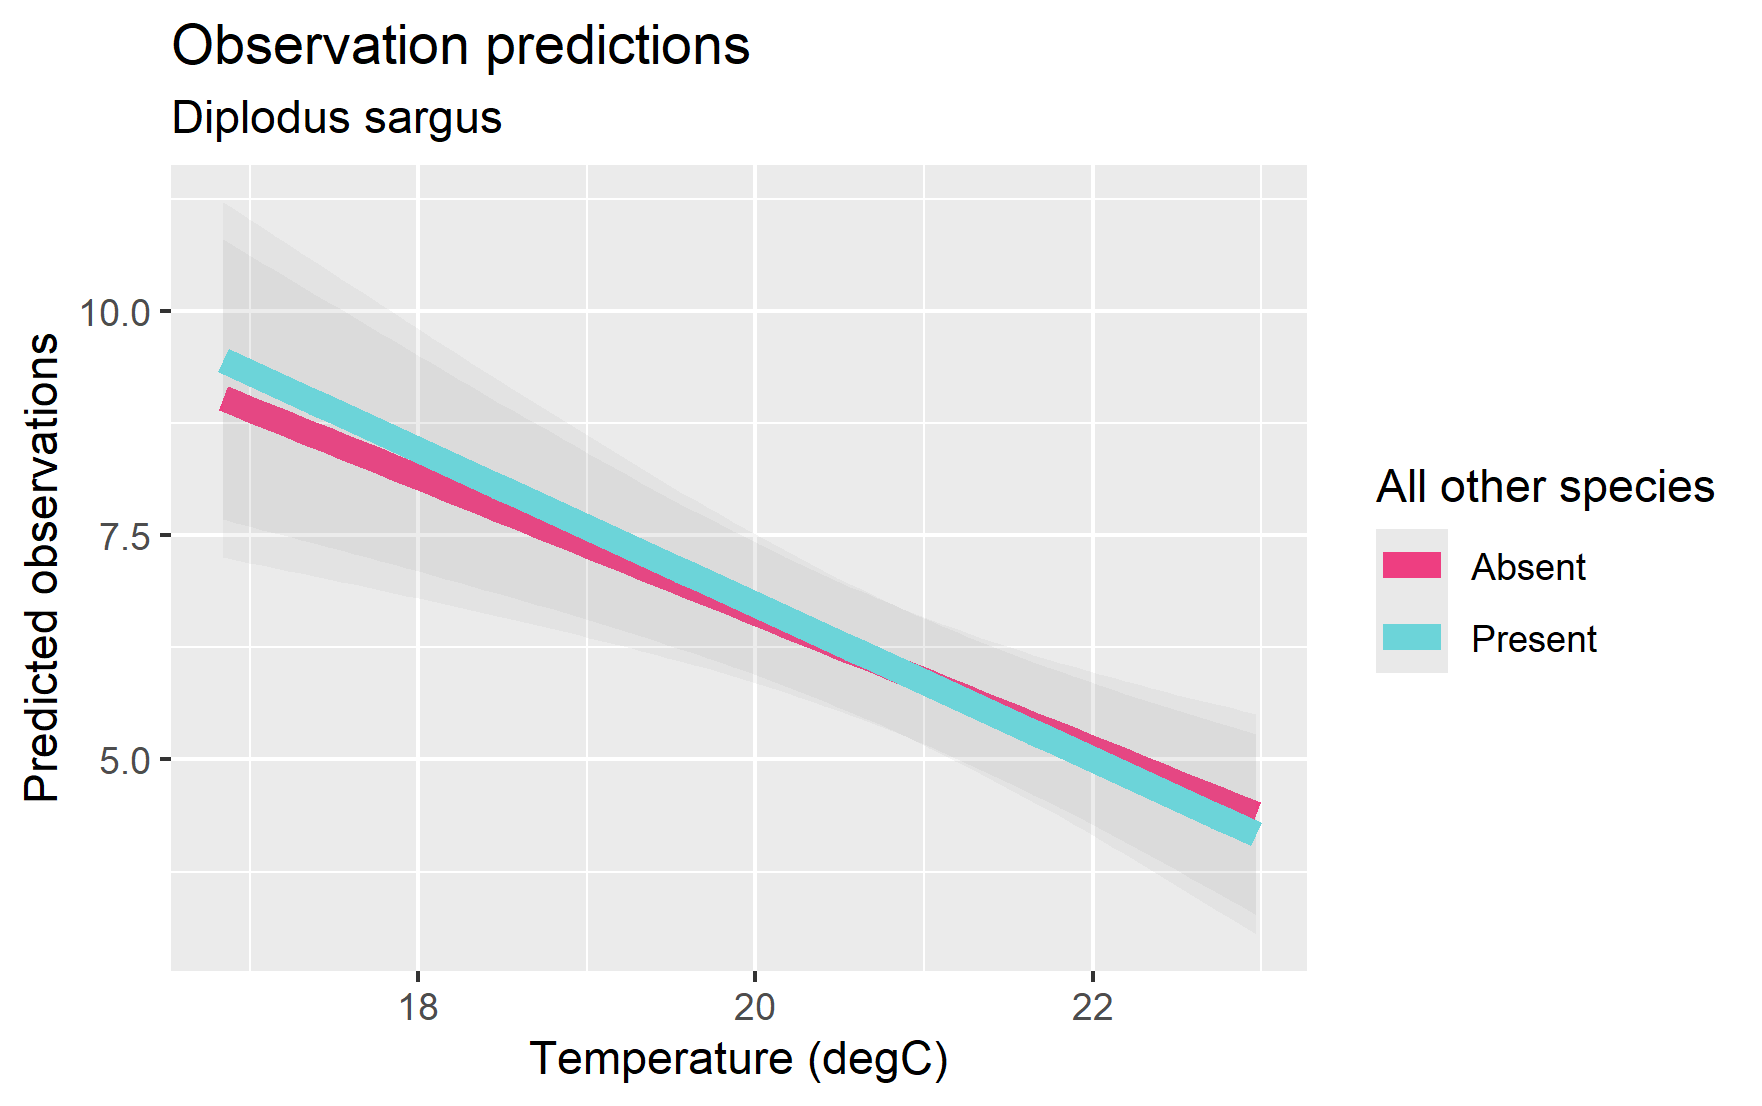 Observation predictions
Diplodus sargus
Predicted observations
10.0
7.5
5.0
18
20
22
Temperature (degC)
All other species
Absent
Present